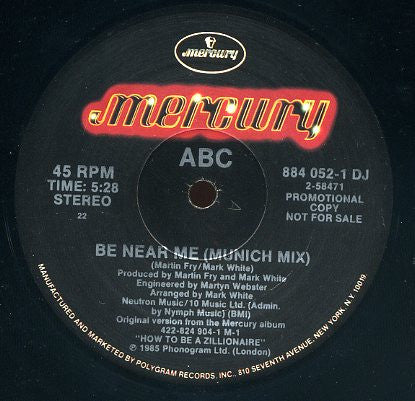 mercury
mercury
ABC
45 RPM
TIME: 5:28
STEREO
22
884 052-1 DJ
2-58471
PROMOTIONAL
COPY
NOT FOR SALE
BE NEAR ME (MUNICH MIX)
(Martin Fry/Mark White)
Produced by Martin Fry and Mark White
Engineered by Martyn Webster
Arranged by Mark White
Neutron Music/10 Music Ltd. (Admin.
by Nymph Music) (BMI)
Original version from the Mercury album
422-824 904-1 M-1
"HOW TO BE A ZILLIONAIRE"
℗ 1985 Phonogram Ltd. (London)
MANUFACTURED AND MARKETED BY POLYGRAM RECORDS, INC., 810 SEVENTH AVENUE, NEW YORK, N.Y. 10019